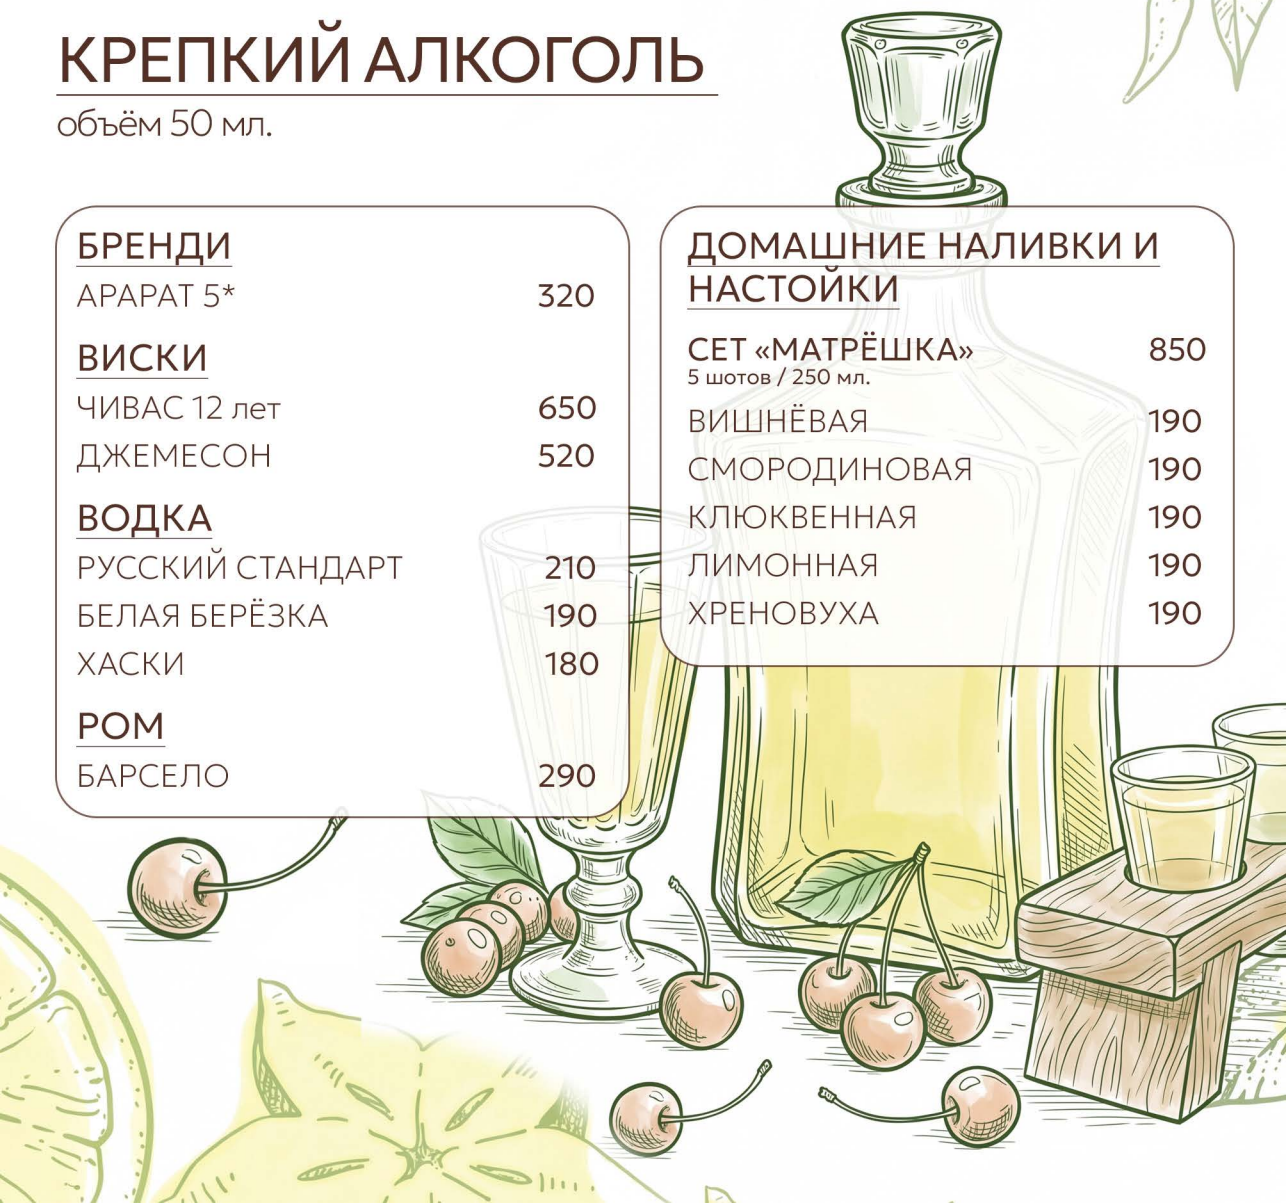 КРЕПКИЙ АЛКОГОЛЬ
объём 50 мл.
БРЕНДИ
АРАРАТ 5* 320
ВИСКИ
ЧИВАС 12 лет 650
ДЖЕМЕСОН 520
ВОДКА
РУССКИЙ СТАНДАРТ 210
БЕЛАЯ БЕРЁЗКА 190
ХАСКИ 180
РОМ
БАРСЕЛО 290
ДОМАШНИЕ НАЛИВКИ И
НАСТОЙКИ
СЕТ «МАТРЁШКА» 850
5 шотов / 250 мл.
ВИШНЁВАЯ 190
СМОРОДИНОВАЯ 190
КЛЮКВЕННАЯ 190
ЛИМОННАЯ 190
ХРЕНОВУХА 190